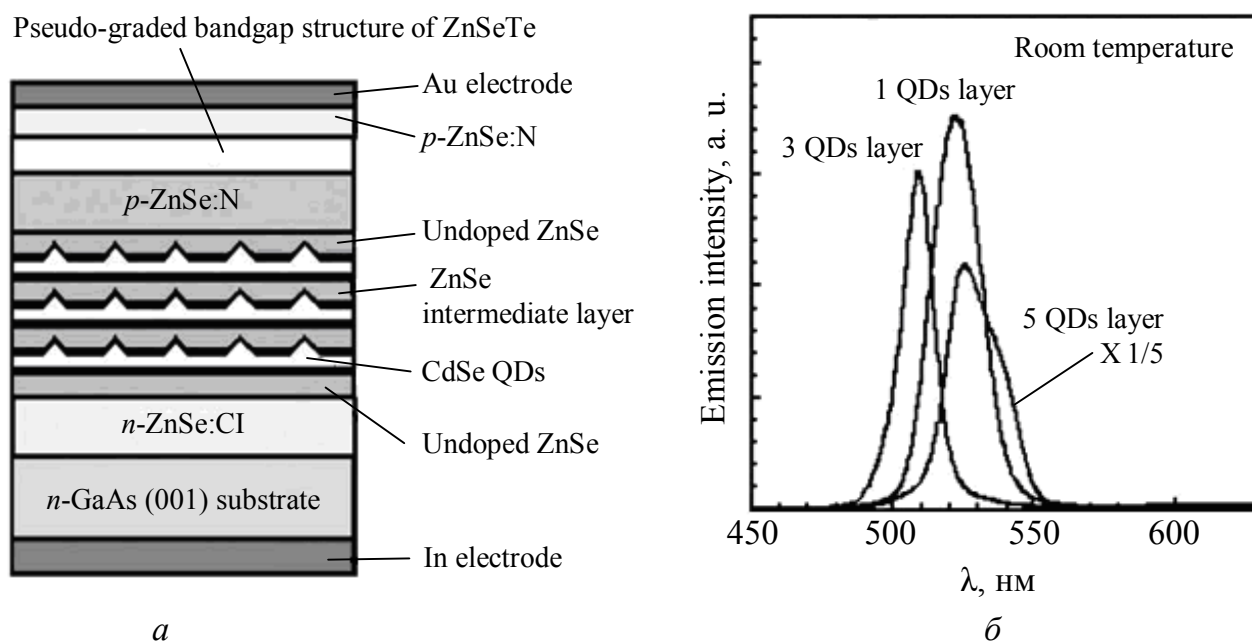 Pseudo-graded bandgap structure of ZnSeTe
Au electrode
p-ZnSe:N
p-ZnSe:N
Undoped ZnSe
ZnSe
intermediate layer
CdSe QDs
n-ZnSe:CI
Undoped ZnSe
n-GaAs (001) substrate
In electrode
а
Emission intensity, a. u.
Room temperature
1 QDs layer
3 QDs layer
5 QDs layer
X 1/5
450 500 550 600
λ, нм
б